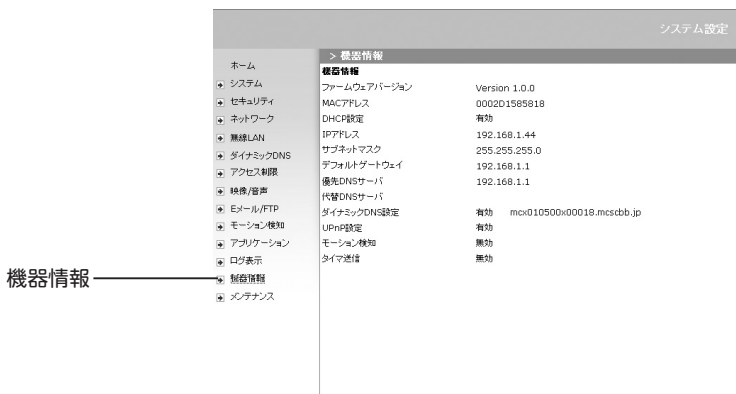 システム設定
> 機器情報
ホーム
システム
セキュリティ
ネットワーク
無線LAN
ダイナミックDNS
アクセス制限
映像/音声
Eメール/FTP
モーション検知
アプリケーション
ログ表示
機器情報
メンテナンス
機器情報
機器情報
ファームウェアバージョン Version 1.0.0
MACアドレス 0002D1585818
DHCP設定 有効
IPアドレス 192.168.1.44
サブネットマスク 255.255.255.0
デフォルトゲートウェイ 192.168.1.1
優先DNSサーバ 192.168.1.1
代替DNSサーバ
ダイナミックDNS設定 有効 mcx010500x00018.mcscbb.jp
UPnP設定 有効
モーション検知 無効
タイマ送信 無効